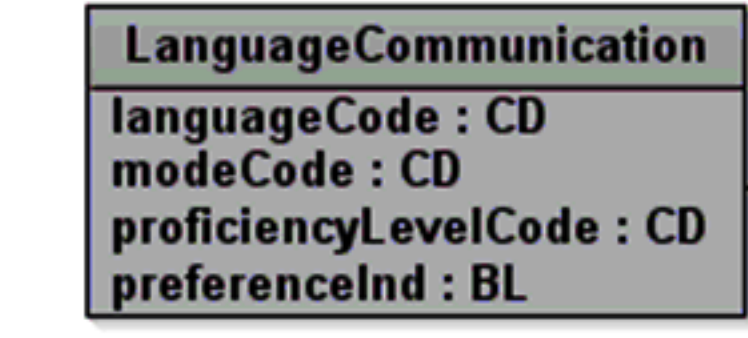 LanguageCommunication
languageCode : CD
modeCode : CD
proficiencyLevelCode : CD
preferenceInd : BL